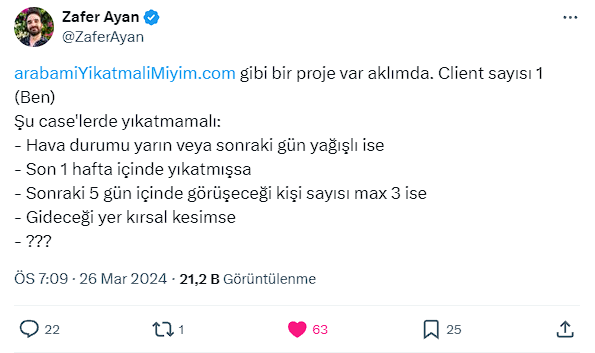 Zafer Ayan
@ZaferAyan
arabamiYikatmaliMiyim.com gibi bir proje var aklımda. Client sayısı 1
(Ben)
Şu case'lerde yıkatmamalı:
- Hava durumu yarın veya sonraki gün yağışlı ise
- Son 1 hafta içinde yıkatmışsa
- Sonraki 5 gün içinde görüşeceği kişi sayısı max 3 ise
- Gideceği yer kırsal kesimse
- ???
ÖS 7:09 · 26 Mar 2024 · 21,2 B Görüntülenme
22 1 63 25